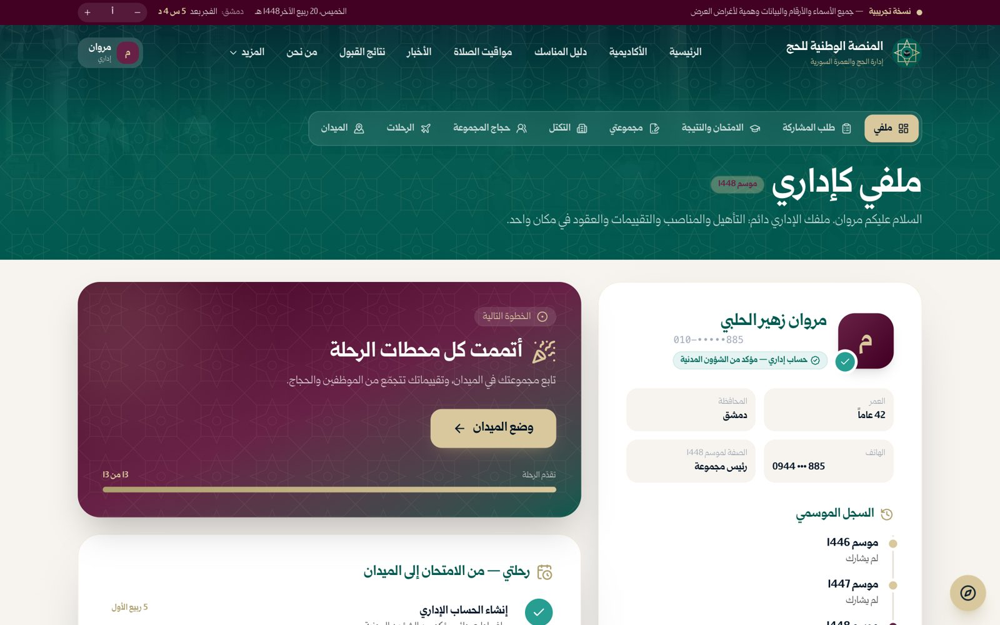 نسخة تجريبية — جميع الأسماء والأرقام والبيانات وهمية لأغراض العرض
الخميس، 20 ربيع الآخر 1448 هـ
دمشق: الفجر بعد 5 س 4 د
− أ +
المنصة الوطنية للحج
إدارة الحج والعمرة السورية
الرئيسية الأكاديمية دليل المناسك مواقيت الصلاة الأخبار نتائج القبول من نحن المزيد
م
مروان
إداري
ملفي طلب المشاركة الامتحان والنتيجة مجموعتي التكتل حجاج المجموعة الرحلات الميدان
ملفي كإداري موسم 1448
السلام عليكم مروان. ملفك الإداري دائم: التأهيل والمناصب والتقييمات والعقود في مكان واحد.
م
مروان زهير الحلبي
010-•••••885
حساب إداري — مؤكد من الشؤون المدنية
العمر
42 عاماً
المحافظة
دمشق
الهاتف
0944 ••• 885
الصفة لموسم 1448
رئيس مجموعة
السجل الموسمي
موسم 1446
لم يشارك
موسم 1447
لم يشارك
الخطوة التالية
أتممت كل محطات الرحلة
تابع مجموعتك في الميدان، وتقييماتك تتجمّع من الموظفين والحجاج.
وضع الميدان
تقدّم الرحلة
13 من 13
رحلتي — من الامتحان إلى الميدان
إنشاء الحساب الإداري
5 ربيع الأول